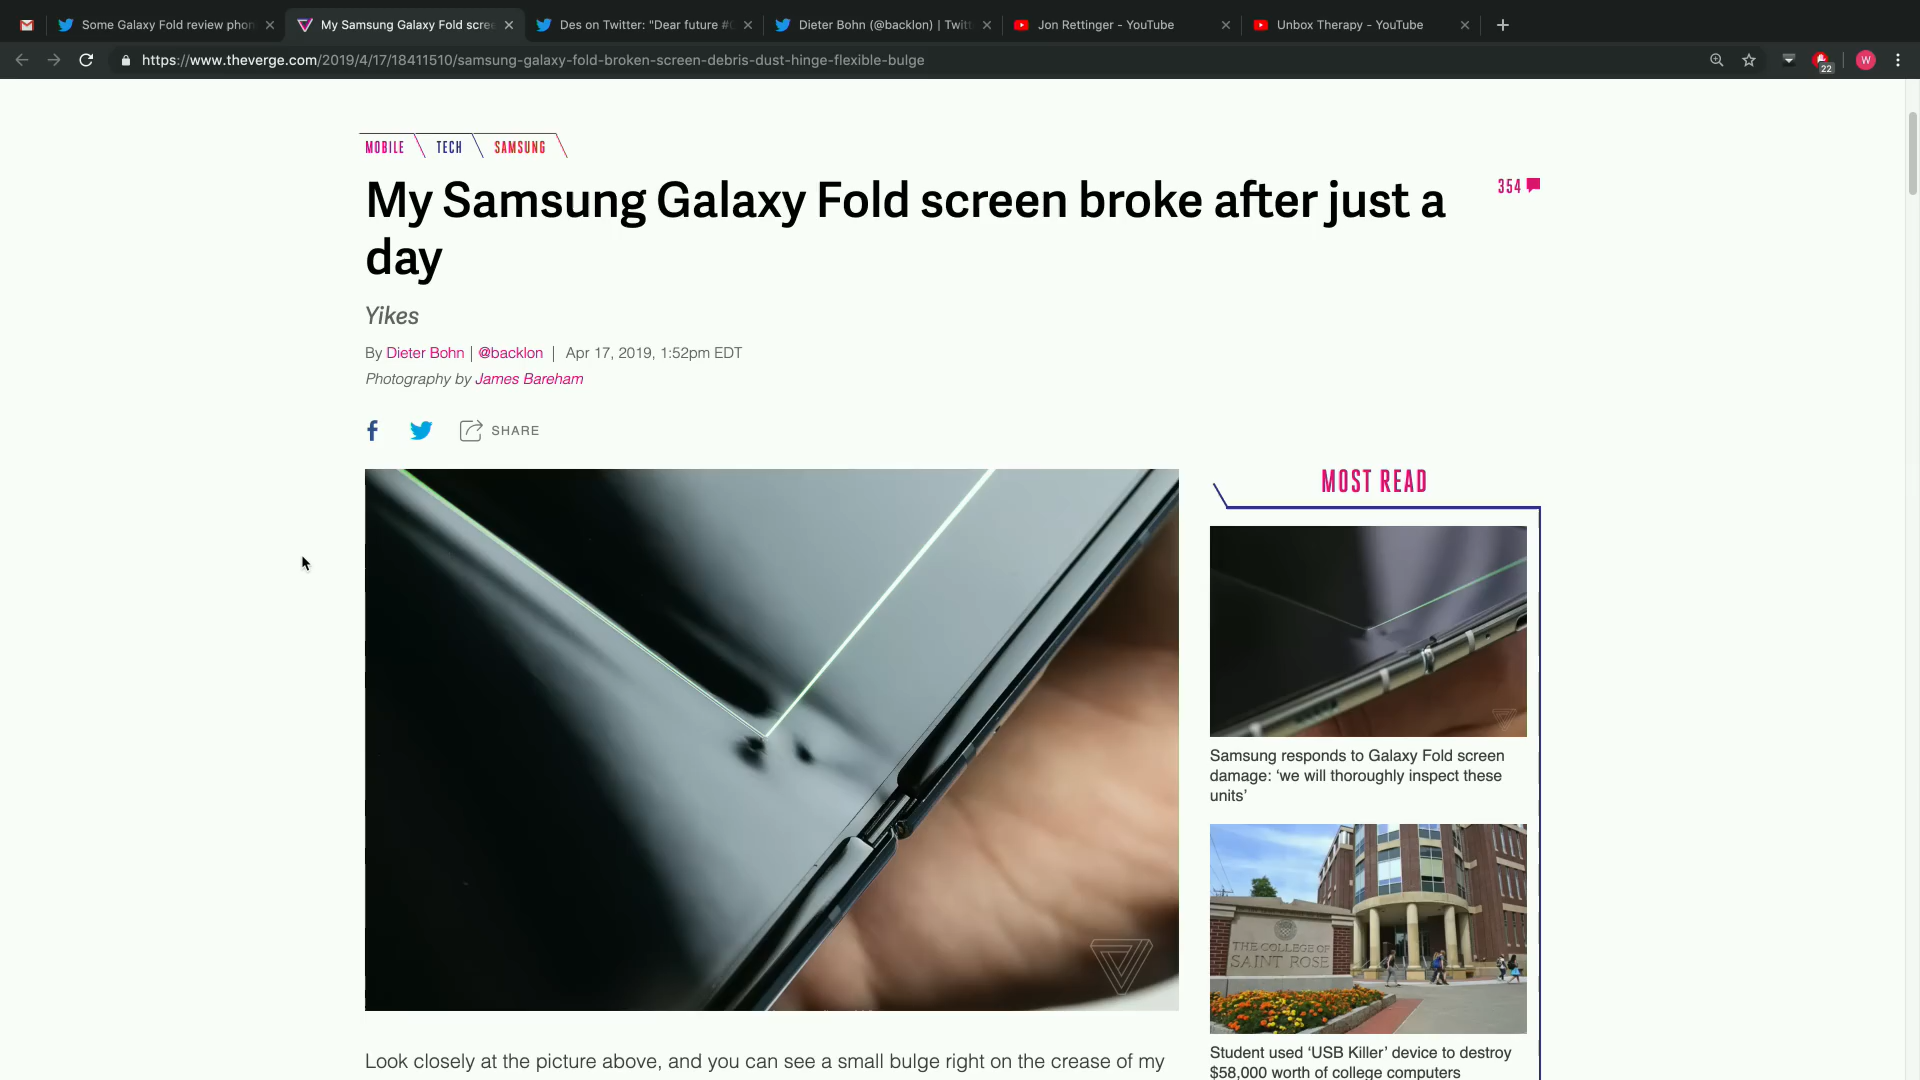 Some Galaxy Fold review phon
My Samsung Galaxy Fold scree
Des on Twitter: "Dear future #
Dieter Bohn (@backlon) | Twitt
Jon Rettinger - YouTube
Unbox Therapy - YouTube
https://www.theverge.com/2019/4/17/18411510/samsung-galaxy-fold-broken-screen-debris-dust-hinge-flexible-bulge
22
W
MOBILE
TECH
SAMSUNG
My Samsung Galaxy Fold screen broke after just a
day
354
Yikes
By Dieter Bohn | @backlon | Apr 17, 2019, 1:52pm EDT
Photography by James Bareham
SHARE
MOST READ
Samsung responds to Galaxy Fold screen
damage: ‘we will thoroughly inspect these
units’
THE COLLEGE OF
SAINT ROSE
Student used ‘USB Killer’ device to destroy
$58,000 worth of college computers
Look closely at the picture above, and you can see a small bulge right on the crease of my